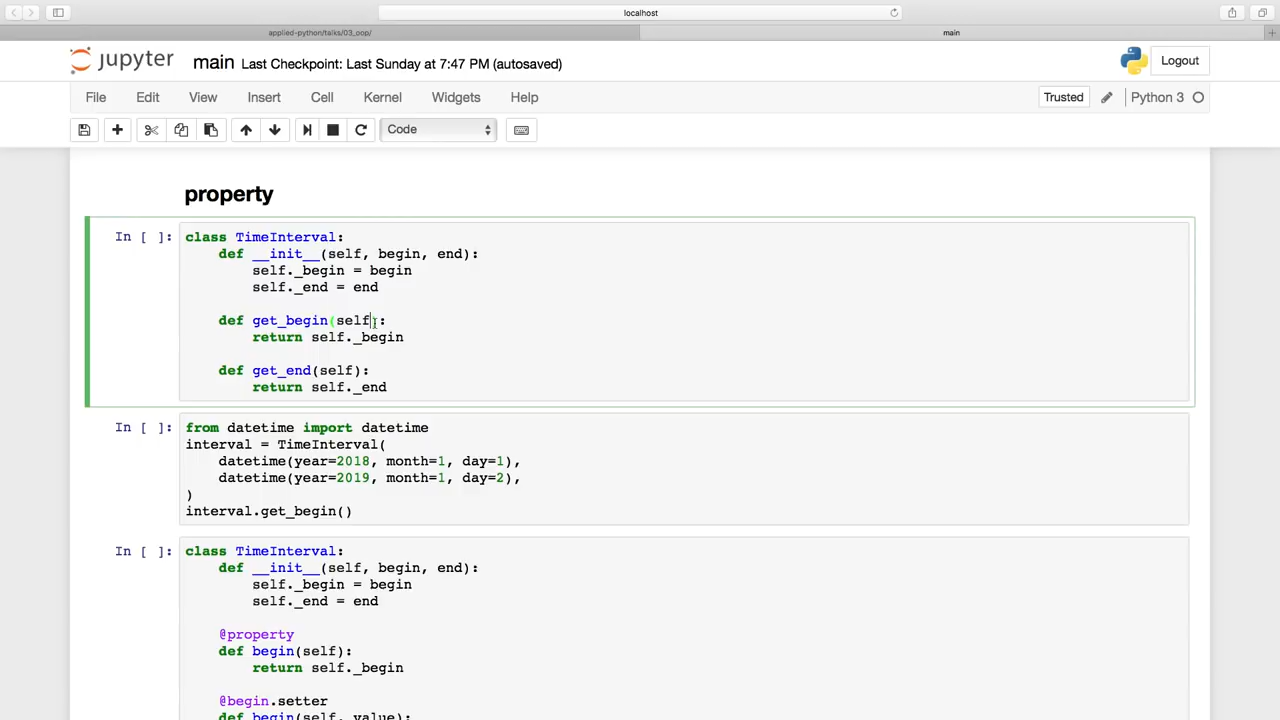 localhost
applied-python/talks/03_oop/
main
jupyter main Last Checkpoint: Last Sunday at 7:47 PM (autosaved)
Logout
File Edit View Insert Cell Kernel Widgets Help
Trusted
Python 3
Code
property
In [ ]:
class TimeInterval:
    def __init__(self, begin, end):
        self._begin = begin
        self._end = end
    def get_begin(self):
        return self._begin
    def get_end(self):
        return self._end
In [ ]:
from datetime import datetime
interval = TimeInterval(
    datetime(year=2018, month=1, day=1),
    datetime(year=2019, month=1, day=2),
)
interval.get_begin()
In [ ]:
class TimeInterval:
    def __init__(self, begin, end):
        self._begin = begin
        self._end = end
    @property
    def begin(self):
        return self._begin
    @begin.setter
    def begin(self, value):